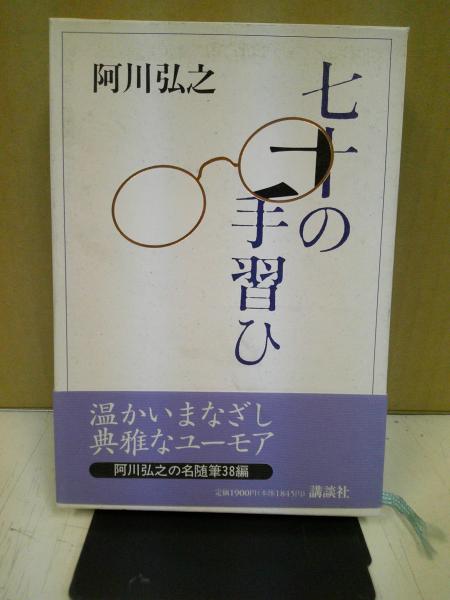 阿川弘之
七十の
手習ひ
温かいまなざし
典雅なユーモア
阿川弘之の名随筆38編
定価1900円(本体1845円) 講談社